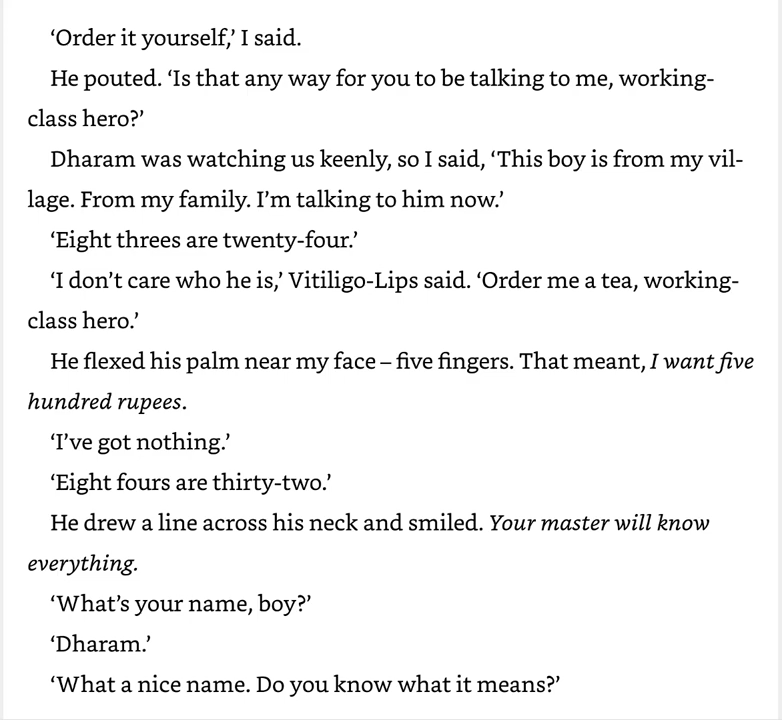 ‘Order it yourself,’ I said.
He pouted. ‘Is that any way for you to be talking to me, working-
class hero?’
Dharam was watching us keenly, so I said, ‘This boy is from my vil-
lage. From my family. I’m talking to him now.’
‘Eight threes are twenty-four.’
‘I don’t care who he is,’ Vitiligo-Lips said. ‘Order me a tea, working-
class hero.’
He flexed his palm near my face – five fingers. That meant, I want five
hundred rupees.
‘I’ve got nothing.’
‘Eight fours are thirty-two.’
He drew a line across his neck and smiled. Your master will know
everything.
‘What’s your name, boy?’
‘Dharam.’
‘What a nice name. Do you know what it means?’